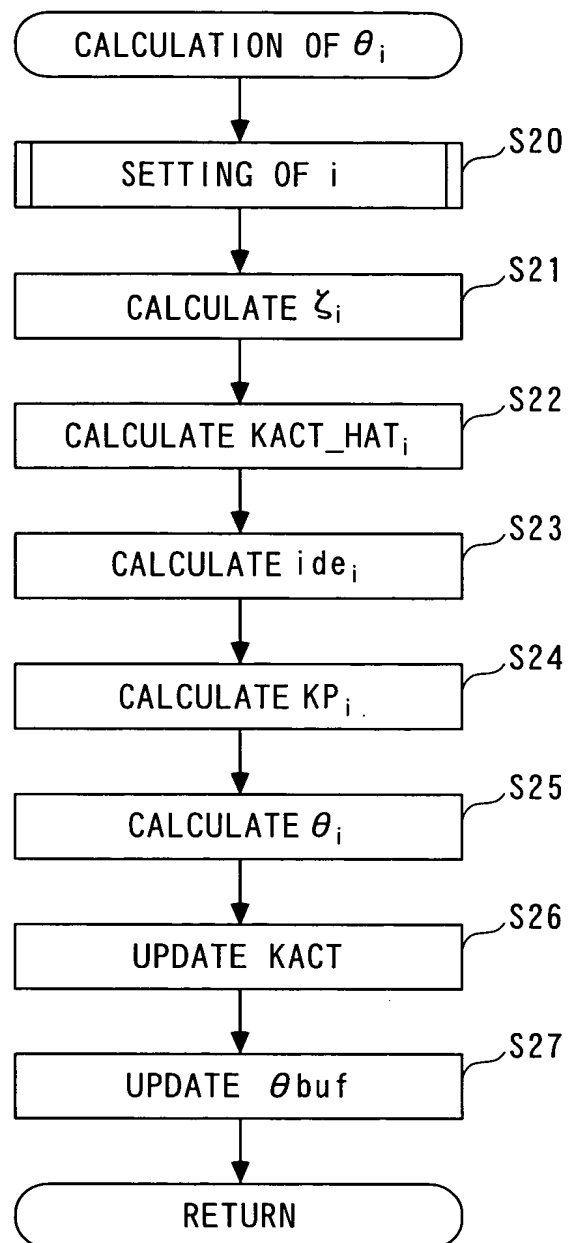 CALCULATION OF θi
S20
SETTING OF i
S21
CALCULATE ζi
S22
CALCULATE KACT_HATi
S23
CALCULATE idei
S24
CALCULATE KPi
S25
CALCULATE θi
S26
UPDATE KACT
S27
UPDATE θbuf
RETURN